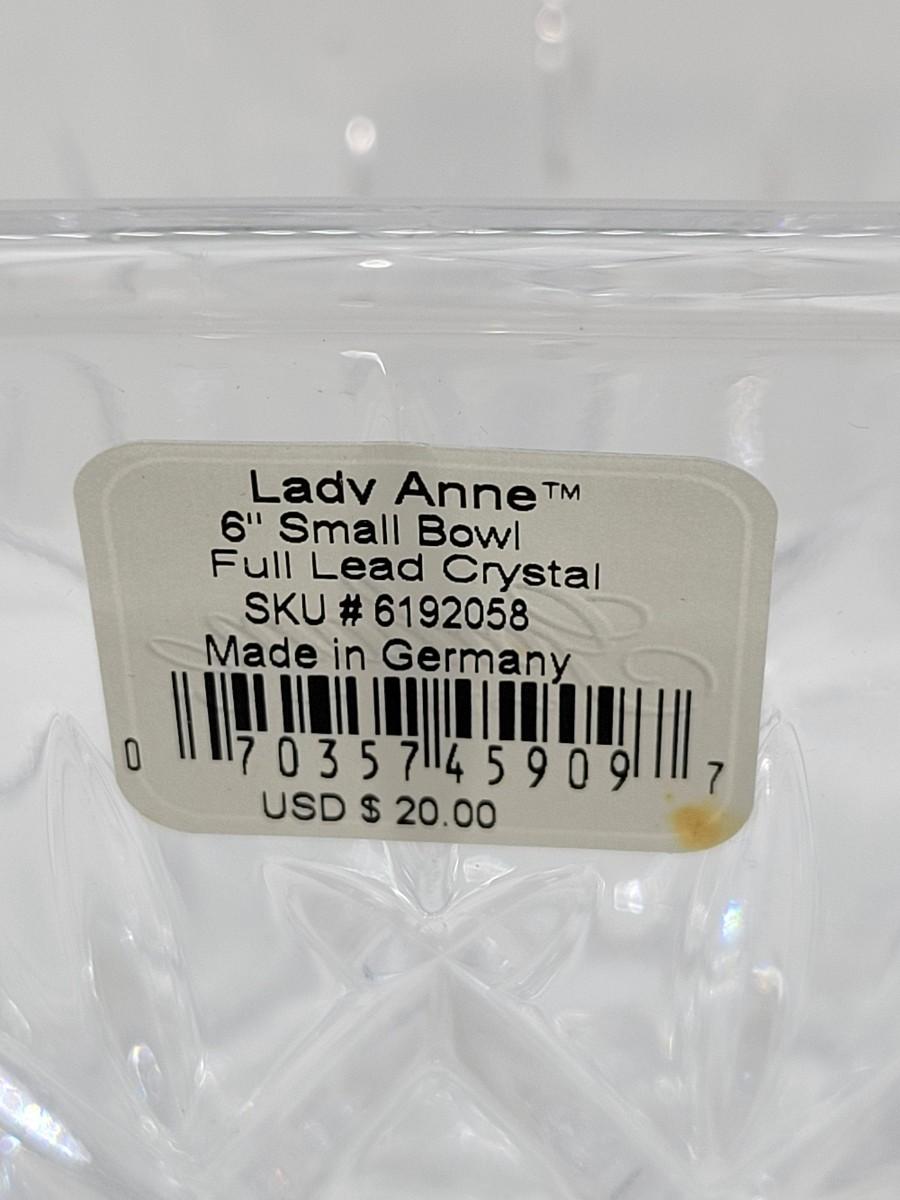 Lady Anne™
6" Small Bowl
Full Lead Crystal
SKU # 6192058
Made in Germany
0 70357 45909 7
USD $ 20.00